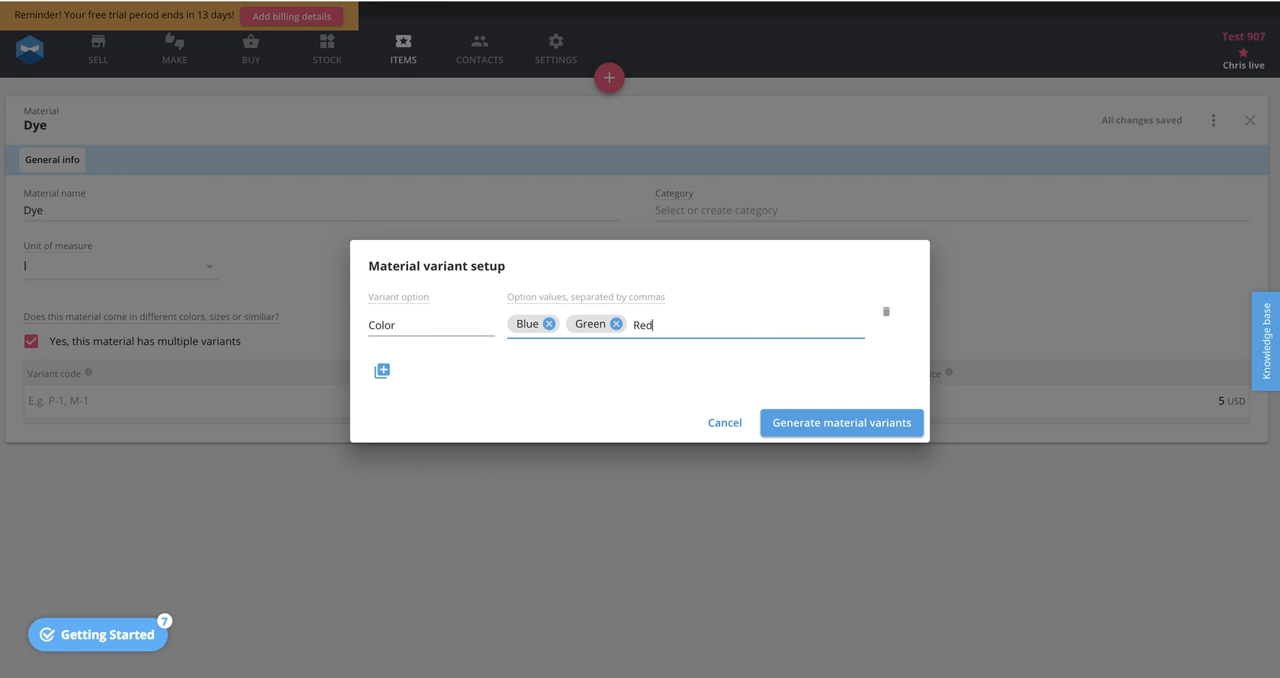 Reminder! Your free trial period ends in 13 days! Add billing details
SELL MAKE BUY STOCK ITEMS CONTACTS SETTINGS
Test 907
Chris live
Material
Dye
All changes saved
General info
Material name
Dye
Category
Select or create category
Unit of measure
l
Does this material come in different colors, sizes or similiar?
Yes, this material has multiple variants
Variant code
E.g. P-1, M-1
5 USD
Material variant setup
Variant option
Option values, separated by commas
Color
Blue Green Red
Cancel
Generate material variants
Knowledge base
Getting Started
7